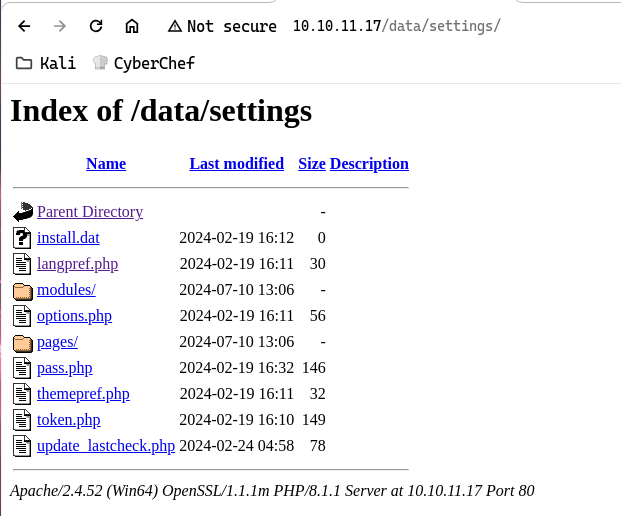 Not secure 10.10.11.17/data/settings/
Kali CyberChef
Index of /data/settings
Name Last modified Size Description
Parent Directory -
install.dat 2024-02-19 16:12 0
langpref.php 2024-02-19 16:11 30
modules/ 2024-07-10 13:06 -
options.php 2024-02-19 16:11 56
pages/ 2024-07-10 13:06 -
pass.php 2024-02-19 16:32 146
themepref.php 2024-02-19 16:11 32
token.php 2024-02-19 16:10 149
update_lastcheck.php 2024-02-24 04:58 78
Apache/2.4.52 (Win64) OpenSSL/1.1.1m PHP/8.1.1 Server at 10.10.11.17 Port 80